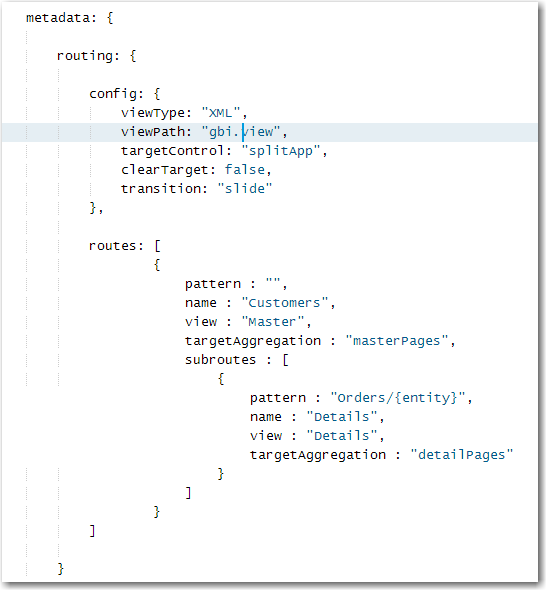 metadata: {
routing: {
config: {
viewType: "XML",
viewPath: "gbi.view",
targetControl: "splitApp",
clearTarget: false,
transition: "slide"
},
routes: [
{
pattern : "",
name : "Customers",
view : "Master",
targetAggregation : "masterPages",
subroutes : [
{
pattern : "Orders/{entity}",
name : "Details",
view : "Details",
targetAggregation : "detailPages"
}
]
}
]
}